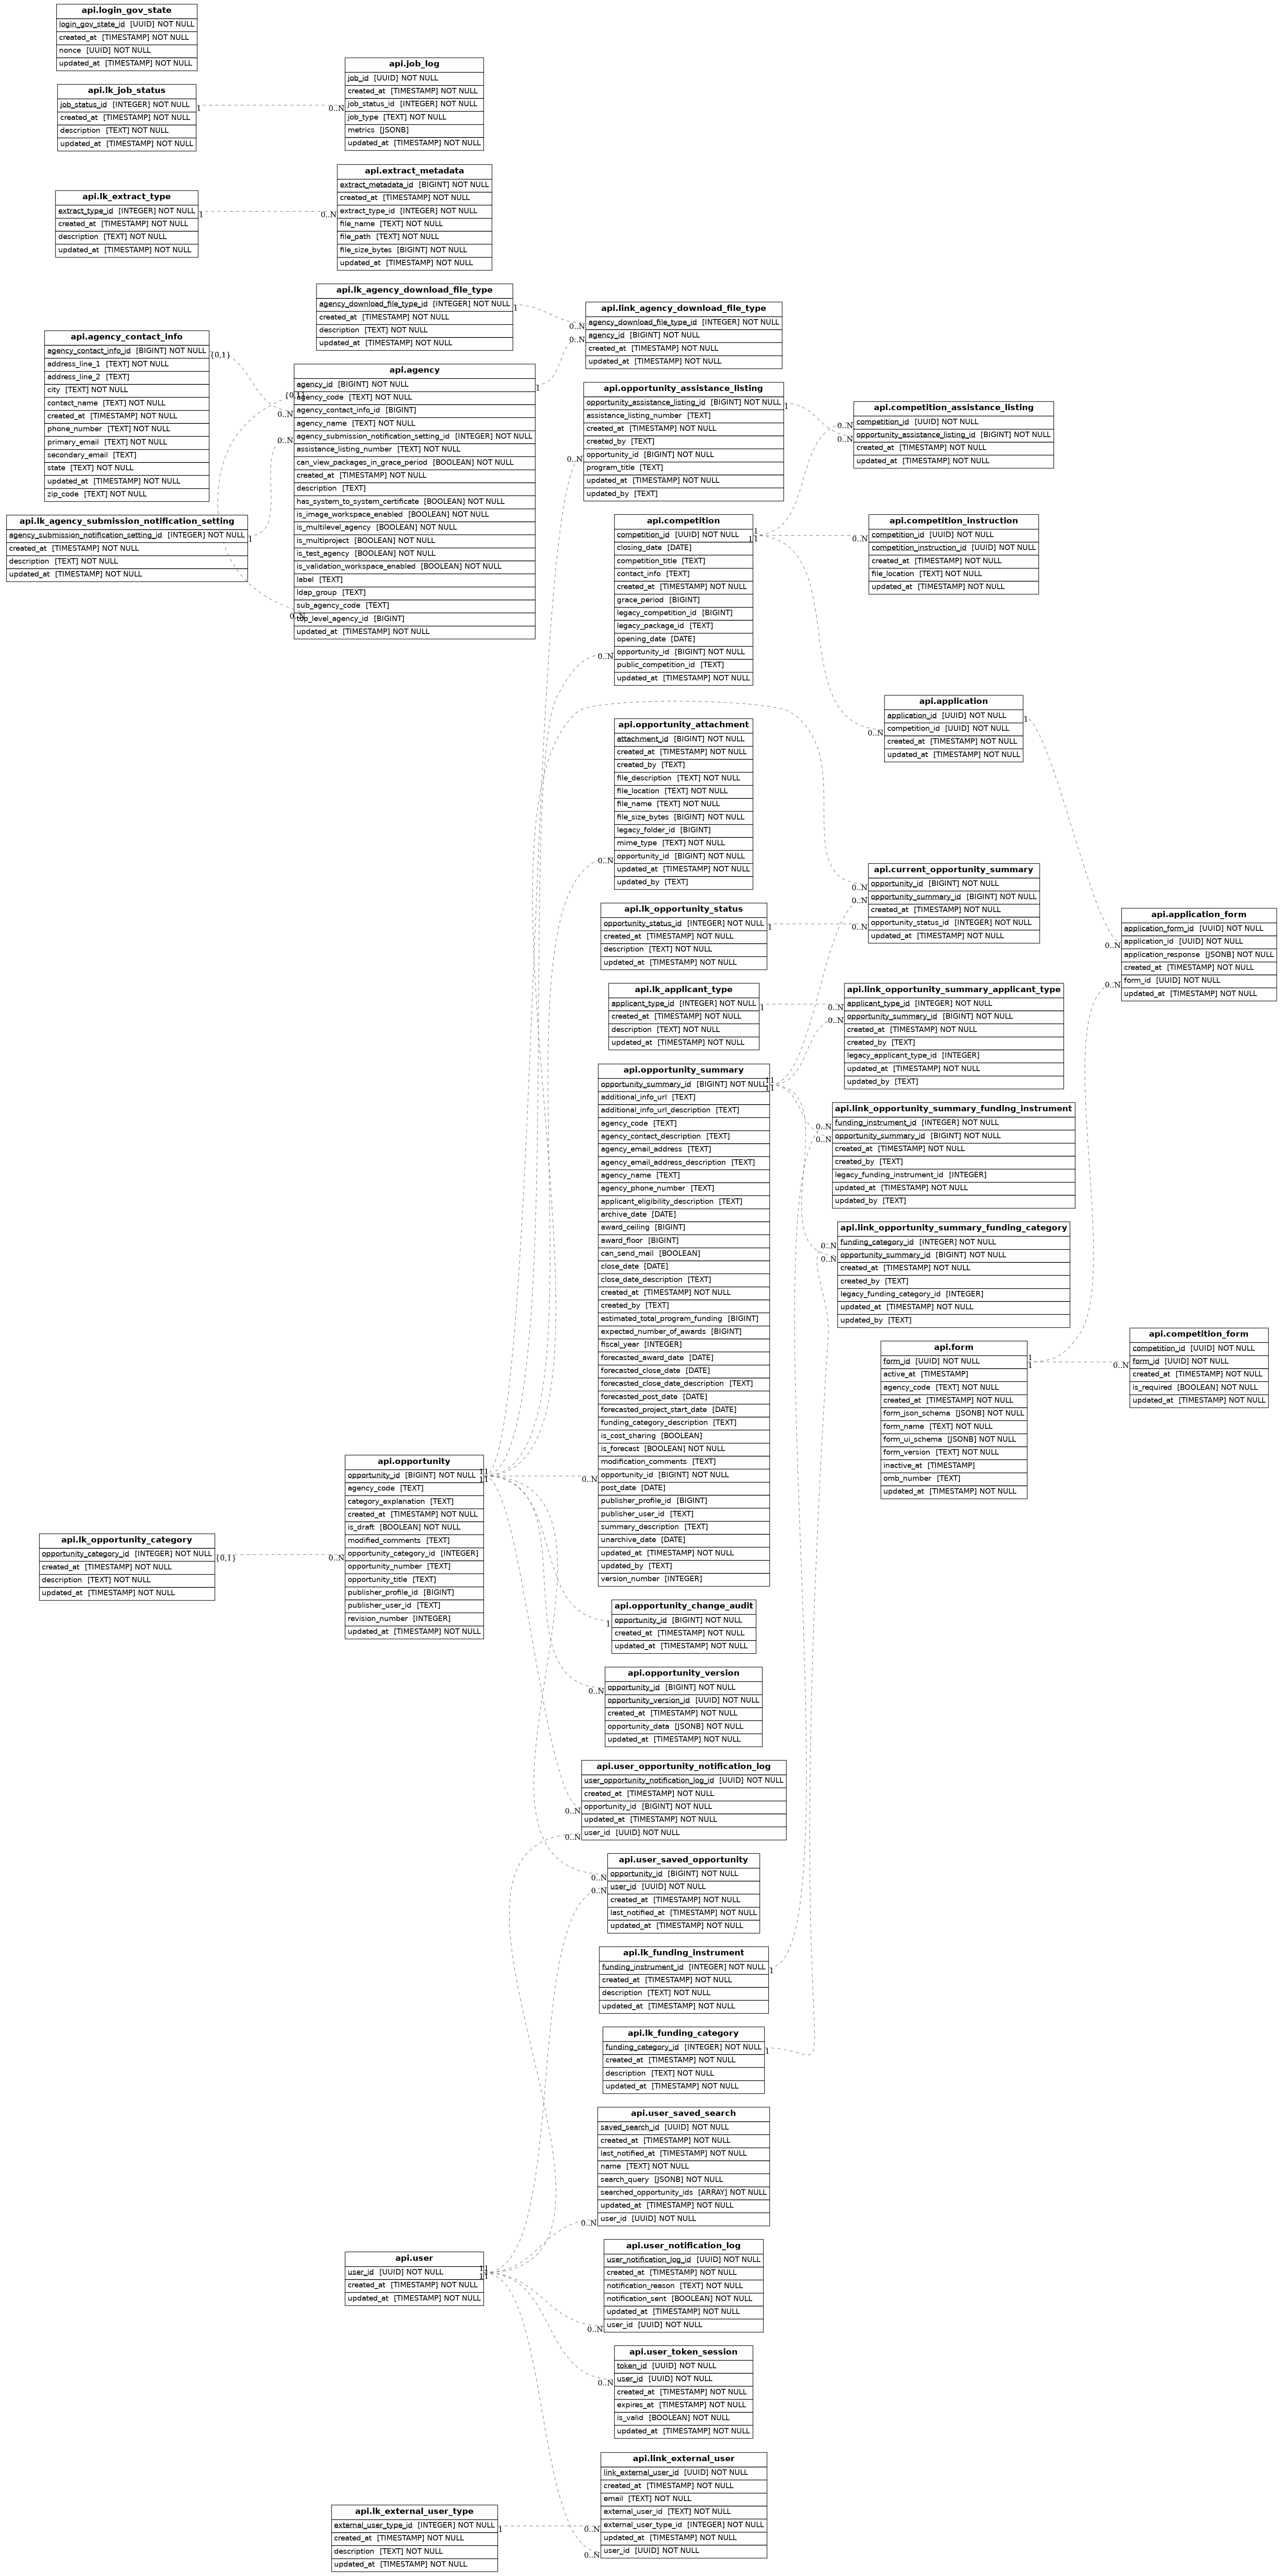 api.login_gov_state
login_gov_state_id [UUID] NOT NULL
created_at [TIMESTAMP] NOT NULL
nonce [UUID] NOT NULL
updated_at [TIMESTAMP] NOT NULL
api.lk_job_status
job_status_id [INTEGER] NOT NULL
created_at [TIMESTAMP] NOT NULL
description [TEXT] NOT NULL
updated_at [TIMESTAMP] NOT NULL
1
0..N
api.job_log
job_id [UUID] NOT NULL
created_at [TIMESTAMP] NOT NULL
job_status_id [INTEGER] NOT NULL
job_type [TEXT] NOT NULL
metrics [JSONB]
updated_at [TIMESTAMP] NOT NULL
api.lk_extract_type
extract_type_id [INTEGER] NOT NULL
created_at [TIMESTAMP] NOT NULL
description [TEXT] NOT NULL
updated_at [TIMESTAMP] NOT NULL
1
0..N
api.extract_metadata
extract_metadata_id [BIGINT] NOT NULL
created_at [TIMESTAMP] NOT NULL
extract_type_id [INTEGER] NOT NULL
file_name [TEXT] NOT NULL
file_path [TEXT] NOT NULL
file_size_bytes [BIGINT] NOT NULL
updated_at [TIMESTAMP] NOT NULL
api.lk_agency_download_file_type
agency_download_file_type_id [INTEGER] NOT NULL
created_at [TIMESTAMP] NOT NULL
description [TEXT] NOT NULL
updated_at [TIMESTAMP] NOT NULL
1
0..N
0..N
api.link_agency_download_file_type
agency_download_file_type_id [INTEGER] NOT NULL
agency_id [BIGINT] NOT NULL
created_at [TIMESTAMP] NOT NULL
updated_at [TIMESTAMP] NOT NULL
api.agency_contact_info
agency_contact_info_id [BIGINT] NOT NULL
address_line_1 [TEXT] NOT NULL
address_line_2 [TEXT]
city [TEXT] NOT NULL
contact_name [TEXT] NOT NULL
created_at [TIMESTAMP] NOT NULL
phone_number [TEXT] NOT NULL
primary_email [TEXT] NOT NULL
secondary_email [TEXT]
state [TEXT] NOT NULL
updated_at [TIMESTAMP] NOT NULL
zip_code [TEXT] NOT NULL
{0,1}
api.lk_agency_submission_notification_setting
agency_submission_notification_setting_id [INTEGER] NOT NULL
created_at [TIMESTAMP] NOT NULL
description [TEXT] NOT NULL
updated_at [TIMESTAMP] NOT NULL
1
{0,1}
0..N
0..N
0..N
api.agency
agency_id [BIGINT] NOT NULL
agency_code [TEXT] NOT NULL
agency_contact_info_id [BIGINT]
agency_name [TEXT] NOT NULL
agency_submission_notification_setting_id [INTEGER] NOT NULL
assistance_listing_number [TEXT] NOT NULL
can_view_packages_in_grace_period [BOOLEAN] NOT NULL
created_at [TIMESTAMP] NOT NULL
description [TEXT]
has_system_to_system_certificate [BOOLEAN] NOT NULL
is_image_workspace_enabled [BOOLEAN] NOT NULL
is_multilevel_agency [BOOLEAN] NOT NULL
is_multiproject [BOOLEAN] NOT NULL
is_test_agency [BOOLEAN] NOT NULL
is_validation_workspace_enabled [BOOLEAN] NOT NULL
label [TEXT]
ldap_group [TEXT]
sub_agency_code [TEXT]
top_level_agency_id [BIGINT]
updated_at [TIMESTAMP] NOT NULL
1
0..N
api.opportunity_assistance_listing
opportunity_assistance_listing_id [BIGINT] NOT NULL
assistance_listing_number [TEXT]
created_at [TIMESTAMP] NOT NULL
created_by [TEXT]
opportunity_id [BIGINT] NOT NULL
program_title [TEXT]
updated_at [TIMESTAMP] NOT NULL
updated_by [TEXT]
1
0..N
0..N
api.competition_assistance_listing
competition_id [UUID] NOT NULL
opportunity_assistance_listing_id [BIGINT] NOT NULL
created_at [TIMESTAMP] NOT NULL
updated_at [TIMESTAMP] NOT NULL
0..N
api.competition
competition_id [UUID] NOT NULL
closing_date [DATE]
competition_title [TEXT]
contact_info [TEXT]
created_at [TIMESTAMP] NOT NULL
grace_period [BIGINT]
legacy_competition_id [BIGINT]
legacy_package_id [TEXT]
opening_date [DATE]
opportunity_id [BIGINT] NOT NULL
public_competition_id [TEXT]
updated_at [TIMESTAMP] NOT NULL
1
1
1
0..N
api.competition_instruction
competition_id [UUID] NOT NULL
competition_instruction_id [UUID] NOT NULL
created_at [TIMESTAMP] NOT NULL
file_location [TEXT] NOT NULL
updated_at [TIMESTAMP] NOT NULL
0..N
api.application
application_id [UUID] NOT NULL
competition_id [UUID] NOT NULL
created_at [TIMESTAMP] NOT NULL
updated_at [TIMESTAMP] NOT NULL
1
0..N
api.opportunity_attachment
attachment_id [BIGINT] NOT NULL
created_at [TIMESTAMP] NOT NULL
created_by [TEXT]
file_description [TEXT] NOT NULL
file_location [TEXT] NOT NULL
file_name [TEXT] NOT NULL
file_size_bytes [BIGINT] NOT NULL
legacy_folder_id [BIGINT]
mime_type [TEXT] NOT NULL
opportunity_id [BIGINT] NOT NULL
updated_at [TIMESTAMP] NOT NULL
updated_by [TEXT]
0..N
0..N
0..N
api.current_opportunity_summary
opportunity_id [BIGINT] NOT NULL
opportunity_summary_id [BIGINT] NOT NULL
created_at [TIMESTAMP] NOT NULL
opportunity_status_id [INTEGER] NOT NULL
updated_at [TIMESTAMP] NOT NULL
api.lk_opportunity_status
opportunity_status_id [INTEGER] NOT NULL
created_at [TIMESTAMP] NOT NULL
description [TEXT] NOT NULL
updated_at [TIMESTAMP] NOT NULL
1
0..N
0..N
api.application_form
application_form_id [UUID] NOT NULL
application_id [UUID] NOT NULL
application_response [JSONB] NOT NULL
created_at [TIMESTAMP] NOT NULL
form_id [UUID] NOT NULL
updated_at [TIMESTAMP] NOT NULL
api.lk_applicant_type
applicant_type_id [INTEGER] NOT NULL
created_at [TIMESTAMP] NOT NULL
description [TEXT] NOT NULL
updated_at [TIMESTAMP] NOT NULL
1
0..N
0..N
api.link_opportunity_summary_applicant_type
applicant_type_id [INTEGER] NOT NULL
opportunity_summary_id [BIGINT] NOT NULL
created_at [TIMESTAMP] NOT NULL
created_by [TEXT]
legacy_applicant_type_id [INTEGER]
updated_at [TIMESTAMP] NOT NULL
updated_by [TEXT]
api.opportunity_summary
opportunity_summary_id [BIGINT] NOT NULL
additional_info_url [TEXT]
additional_info_url_description [TEXT]
agency_code [TEXT]
agency_contact_description [TEXT]
agency_email_address [TEXT]
agency_email_address_description [TEXT]
agency_name [TEXT]
agency_phone_number [TEXT]
applicant_eligibility_description [TEXT]
archive_date [DATE]
award_ceiling [BIGINT]
award_floor [BIGINT]
can_send_mail [BOOLEAN]
close_date [DATE]
close_date_description [TEXT]
created_at [TIMESTAMP] NOT NULL
created_by [TEXT]
estimated_total_program_funding [BIGINT]
expected_number_of_awards [BIGINT]
fiscal_year [INTEGER]
forecasted_award_date [DATE]
forecasted_close_date [DATE]
forecasted_close_date_description [TEXT]
forecasted_post_date [DATE]
forecasted_project_start_date [DATE]
funding_category_description [TEXT]
is_cost_sharing [BOOLEAN]
is_forecast [BOOLEAN] NOT NULL
modification_comments [TEXT]
opportunity_id [BIGINT] NOT NULL
post_date [DATE]
publisher_profile_id [BIGINT]
publisher_user_id [TEXT]
summary_description [TEXT]
unarchive_date [DATE]
updated_at [TIMESTAMP] NOT NULL
updated_by [TEXT]
version_number [INTEGER]
1
1
1
1
0..N
0..N
0..N
api.link_opportunity_summary_funding_instrument
funding_instrument_id [INTEGER] NOT NULL
opportunity_summary_id [BIGINT] NOT NULL
created_at [TIMESTAMP] NOT NULL
created_by [TEXT]
legacy_funding_instrument_id [INTEGER]
updated_at [TIMESTAMP] NOT NULL
updated_by [TEXT]
0..N
0..N
api.link_opportunity_summary_funding_category
funding_category_id [INTEGER] NOT NULL
opportunity_summary_id [BIGINT] NOT NULL
created_at [TIMESTAMP] NOT NULL
created_by [TEXT]
legacy_funding_category_id [INTEGER]
updated_at [TIMESTAMP] NOT NULL
updated_by [TEXT]
api.form
form_id [UUID] NOT NULL
active_at [TIMESTAMP]
agency_code [TEXT] NOT NULL
created_at [TIMESTAMP] NOT NULL
form_json_schema [JSONB] NOT NULL
form_name [TEXT] NOT NULL
form_ui_schema [JSONB] NOT NULL
form_version [TEXT] NOT NULL
inactive_at [TIMESTAMP]
omb_number [TEXT]
updated_at [TIMESTAMP] NOT NULL
1
1
0..N
api.competition_form
competition_id [UUID] NOT NULL
form_id [UUID] NOT NULL
created_at [TIMESTAMP] NOT NULL
is_required [BOOLEAN] NOT NULL
updated_at [TIMESTAMP] NOT NULL
api.lk_opportunity_category
opportunity_category_id [INTEGER] NOT NULL
created_at [TIMESTAMP] NOT NULL
description [TEXT] NOT NULL
updated_at [TIMESTAMP] NOT NULL
{0,1}
0..N
api.opportunity
opportunity_id [BIGINT] NOT NULL
agency_code [TEXT]
category_explanation [TEXT]
created_at [TIMESTAMP] NOT NULL
is_draft [BOOLEAN] NOT NULL
modified_comments [TEXT]
opportunity_category_id [INTEGER]
opportunity_number [TEXT]
opportunity_title [TEXT]
publisher_profile_id [BIGINT]
publisher_user_id [TEXT]
revision_number [INTEGER]
updated_at [TIMESTAMP] NOT NULL
1
1
1
1
1
api.opportunity_change_audit
opportunity_id [BIGINT] NOT NULL
created_at [TIMESTAMP] NOT NULL
updated_at [TIMESTAMP] NOT NULL
0..N
api.opportunity_version
opportunity_id [BIGINT] NOT NULL
opportunity_version_id [UUID] NOT NULL
created_at [TIMESTAMP] NOT NULL
opportunity_data [JSONB] NOT NULL
updated_at [TIMESTAMP] NOT NULL
0..N
0..N
api.user_opportunity_notification_log
user_opportunity_notification_log_id [UUID] NOT NULL
created_at [TIMESTAMP] NOT NULL
opportunity_id [BIGINT] NOT NULL
updated_at [TIMESTAMP] NOT NULL
user_id [UUID] NOT NULL
0..N
0..N
api.user_saved_opportunity
opportunity_id [BIGINT] NOT NULL
user_id [UUID] NOT NULL
created_at [TIMESTAMP] NOT NULL
last_notified_at [TIMESTAMP] NOT NULL
updated_at [TIMESTAMP] NOT NULL
api.lk_funding_instrument
funding_instrument_id [INTEGER] NOT NULL
created_at [TIMESTAMP] NOT NULL
description [TEXT] NOT NULL
updated_at [TIMESTAMP] NOT NULL
1
api.lk_funding_category
funding_category_id [INTEGER] NOT NULL
created_at [TIMESTAMP] NOT NULL
description [TEXT] NOT NULL
updated_at [TIMESTAMP] NOT NULL
1
api.user_saved_search
saved_search_id [UUID] NOT NULL
created_at [TIMESTAMP] NOT NULL
last_notified_at [TIMESTAMP] NOT NULL
name [TEXT] NOT NULL
search_query [JSONB] NOT NULL
searched_opportunity_ids [ARRAY] NOT NULL
updated_at [TIMESTAMP] NOT NULL
user_id [UUID] NOT NULL
0..N
api.user
user_id [UUID] NOT NULL
created_at [TIMESTAMP] NOT NULL
updated_at [TIMESTAMP] NOT NULL
1
1
1
1
api.user_notification_log
user_notification_log_id [UUID] NOT NULL
created_at [TIMESTAMP] NOT NULL
notification_reason [TEXT] NOT NULL
notification_sent [BOOLEAN] NOT NULL
updated_at [TIMESTAMP] NOT NULL
user_id [UUID] NOT NULL
0..N
api.user_token_session
token_id [UUID] NOT NULL
user_id [UUID] NOT NULL
created_at [TIMESTAMP] NOT NULL
expires_at [TIMESTAMP] NOT NULL
is_valid [BOOLEAN] NOT NULL
updated_at [TIMESTAMP] NOT NULL
0..N
api.link_external_user
link_external_user_id [UUID] NOT NULL
created_at [TIMESTAMP] NOT NULL
email [TEXT] NOT NULL
external_user_id [TEXT] NOT NULL
external_user_type_id [INTEGER] NOT NULL
updated_at [TIMESTAMP] NOT NULL
user_id [UUID] NOT NULL
0..N
0..N
api.lk_external_user_type
external_user_type_id [INTEGER] NOT NULL
created_at [TIMESTAMP] NOT NULL
description [TEXT] NOT NULL
updated_at [TIMESTAMP] NOT NULL
1